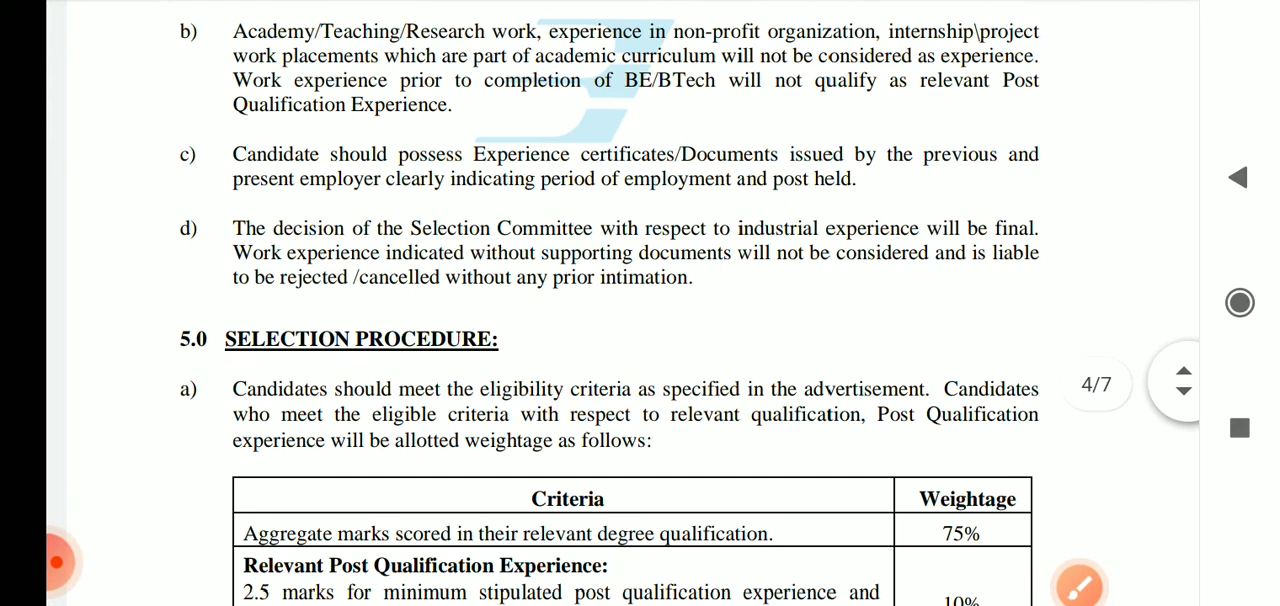 b) Academy/Teaching/Research work, experience in non-profit organization, internship\project
work placements which are part of academic curriculum will not be considered as experience.
Work experience prior to completion of BE/BTech will not qualify as relevant Post
Qualification Experience.
c) Candidate should possess Experience certificates/Documents issued by the previous and
present employer clearly indicating period of employment and post held.
d) The decision of the Selection Committee with respect to industrial experience will be final.
Work experience indicated without supporting documents will not be considered and is liable
to be rejected /cancelled without any prior intimation.
5.0 SELECTION PROCEDURE:
a) Candidates should meet the eligibility criteria as specified in the advertisement. Candidates
who meet the eligible criteria with respect to relevant qualification, Post Qualification
experience will be allotted weightage as follows:
4/7
Criteria Weightage
Aggregate marks scored in their relevant degree qualification. 75%
Relevant Post Qualification Experience:
2.5 marks for minimum stipulated post qualification experience and
10%